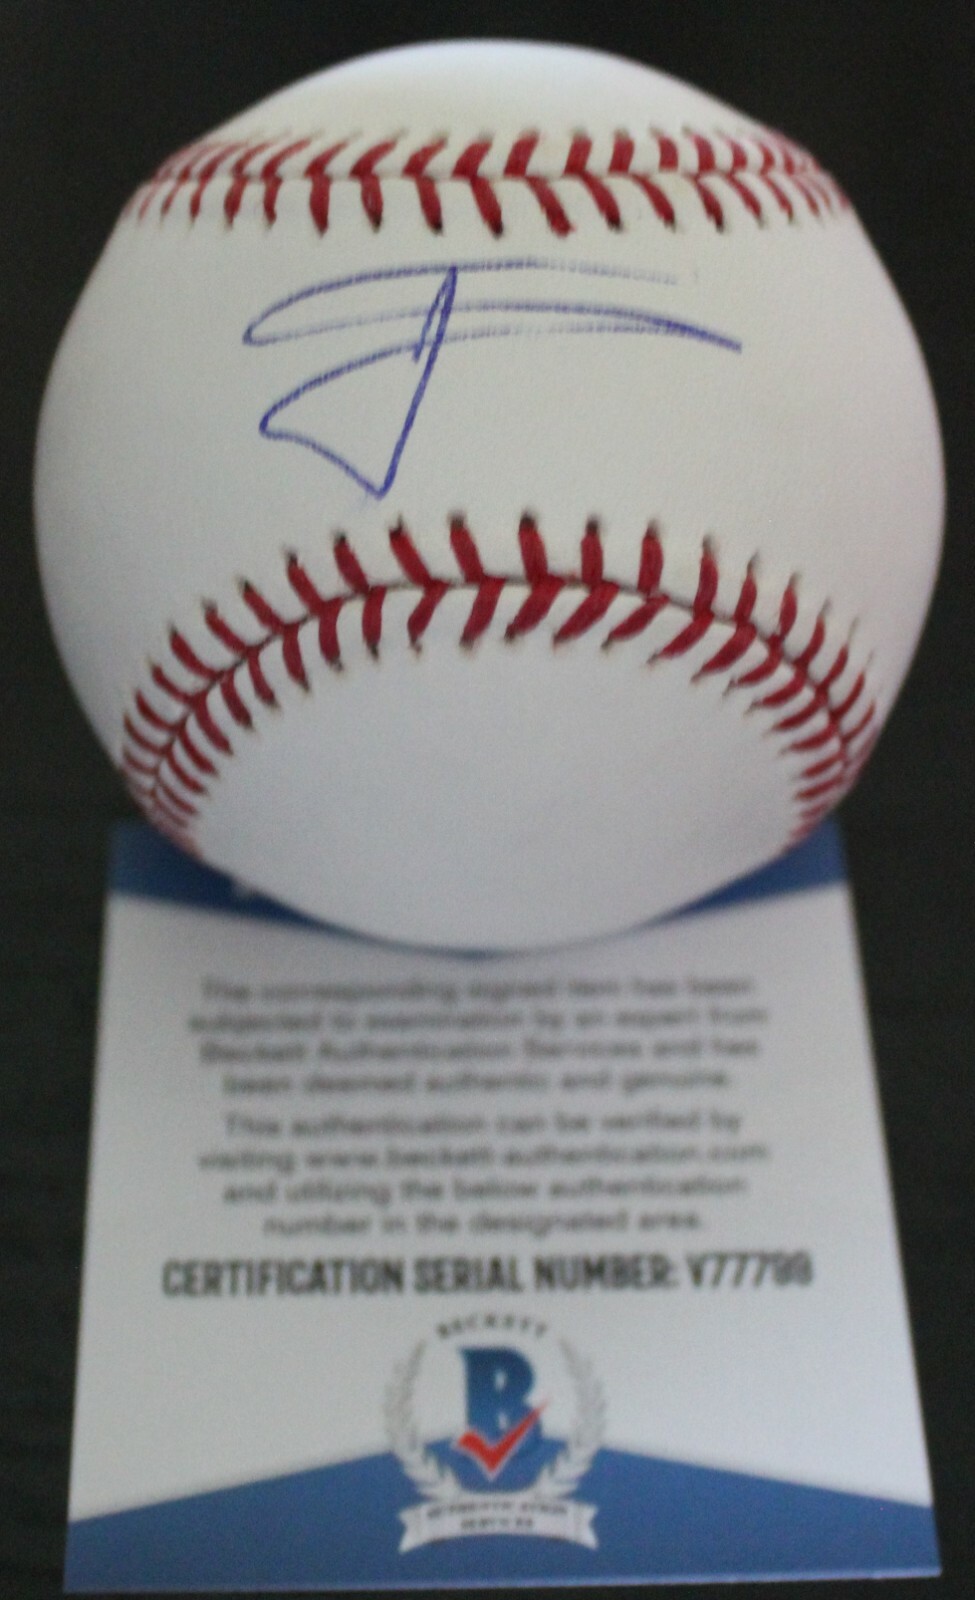 The corresponding signed item has been
subjected to examination by an expert from
Beckett Authentication Services and has
been deemed authentic and genuine.
This authentication can be verified by
visiting www.beckett-authentication.com
and utilizing the below authentication
number in the designated area.
CERTIFICATION SERIAL NUMBER:
BECKETT
B
AUTHENTICATION
SERVICES